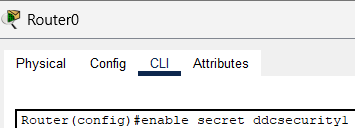 Router0
Physical Config CLI Attributes
Router(config)#enable secret ddcsecurity1